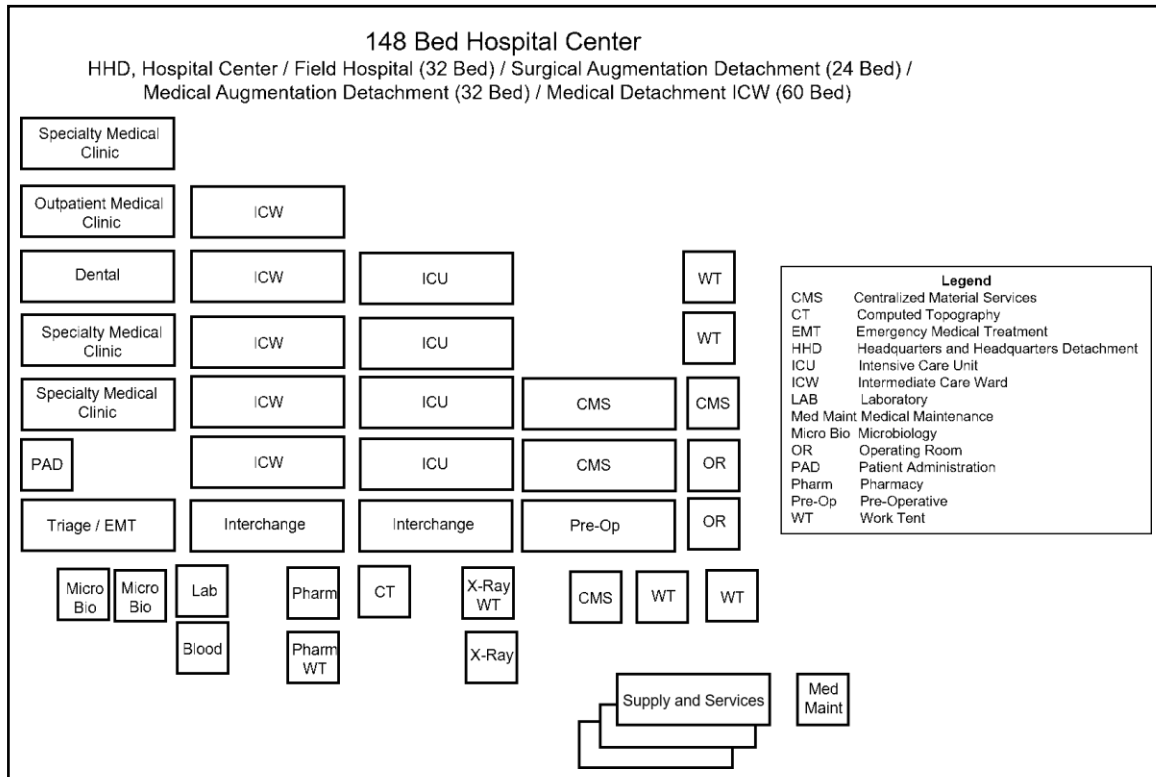 148 Bed Hospital Center
HHD, Hospital Center / Field Hospital (32 Bed) / Surgical Augmentation Detachment (24 Bed) /
Medical Augmentation Detachment (32 Bed) / Medical Detachment ICW (60 Bed)
Specialty Medical
Clinic
Outpatient Medical
Clinic
ICW
Dental
ICW
ICU
WT
Specialty Medical
Clinic
ICW
ICU
WT
Specialty Medical
Clinic
ICW
ICU
CMS
CMS
PAD
ICW
ICU
CMS
OR
Triage / EMT
Interchange
Interchange
Pre-Op
OR
Micro
Bio
Micro
Bio
Lab
Pharm
CT
X-Ray
WT
CMS
WT
WT
Blood
Pharm
WT
X-Ray
Supply and Services
Med
Maint
Legend
CMS Centralized Material Services
CT Computed Topography
EMT Emergency Medical Treatment
HHD Headquarters and Headquarters Detachment
ICU Intensive Care Unit
ICW Intermediate Care Ward
LAB Laboratory
Med Maint Medical Maintenance
Micro Bio Microbiology
OR Operating Room
PAD Patient Administration
Pharm Pharmacy
Pre-Op Pre-Operative
WT Work Tent